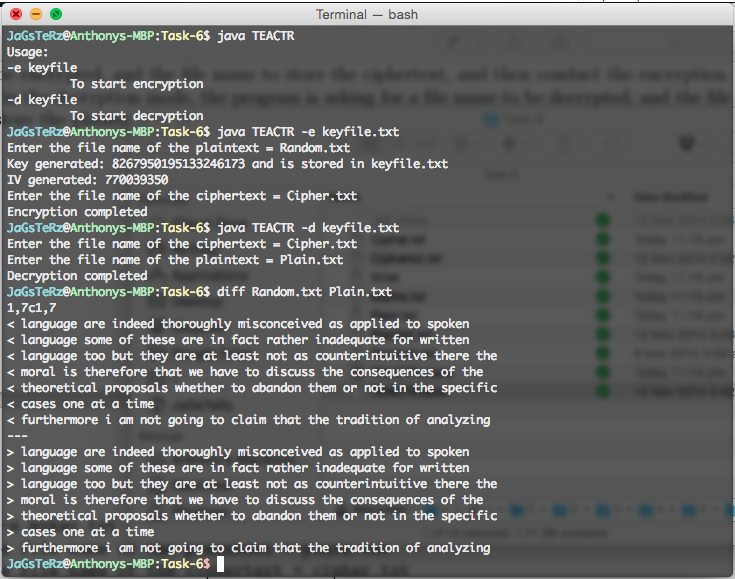 Terminal — bash
JaGsTeRz@Anthonys-MBP:Task-6$ java TEACTR
Usage:
-e keyfile
        To start encryption
-d keyfile
        To start decryption
JaGsTeRz@Anthonys-MBP:Task-6$ java TEACTR -e keyfile.txt
Enter the file name of the plaintext = Random.txt
Key generated: 8267950195133246173 and is stored in keyfile.txt
IV generated: 770039350
Enter the file name of the ciphertext = Cipher.txt
Encryption completed
JaGsTeRz@Anthonys-MBP:Task-6$ java TEACTR -d keyfile.txt
Enter the file name of the ciphertext = Cipher.txt
Enter the file name of the plaintext = Plain.txt
Decryption completed
JaGsTeRz@Anthonys-MBP:Task-6$ diff Random.txt Plain.txt
1,7c1,7
< language are indeed thoroughly misconceived as applied to spoken
< language some of these are in fact rather inadequate for written
< language too but they are at least not as counterintuitive there the
< moral is therefore that we have to discuss the consequences of the
< theoretical proposals whether to abandon them or not in the specific
< cases one at a time
< furthermore i am not going to claim that the tradition of analyzing
---
> language are indeed thoroughly misconceived as applied to spoken
> language some of these are in fact rather inadequate for written
> language too but they are at least not as counterintuitive there the
> moral is therefore that we have to discuss the consequences of the
> theoretical proposals whether to abandon them or not in the specific
> cases one at a time
> furthermore i am not going to claim that the tradition of analyzing
JaGsTeRz@Anthonys-MBP:Task-6$